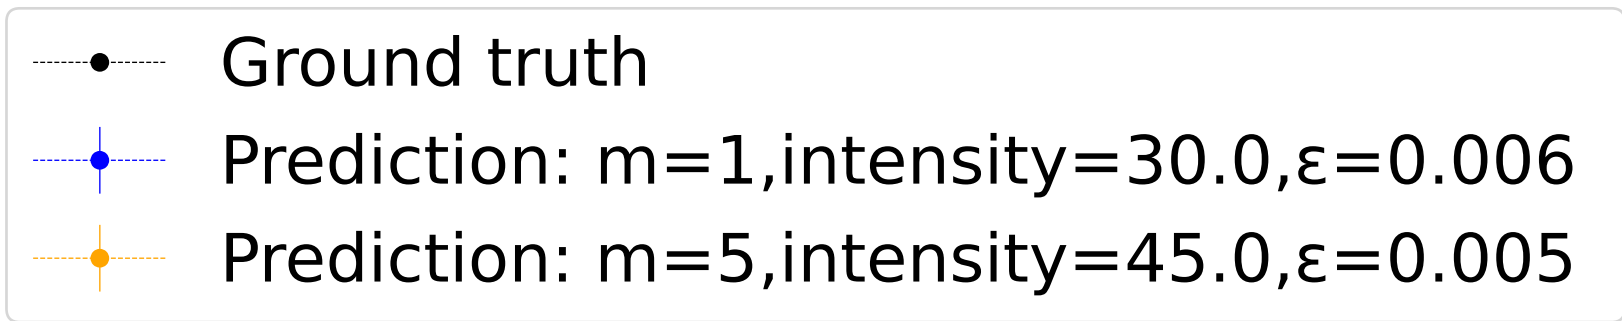 Ground truth
Prediction: m=1,intensity=30.0,ε=0.006
Prediction: m=5,intensity=45.0,ε=0.005